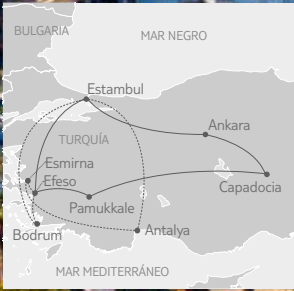 BULGARIA
MAR NEGRO
Estambul
Ankara
TURQUÍA
Esmirna
Efeso
Capadocia
Pamukkale
Bodrum
Antalya
MAR MEDITERRÁNEO